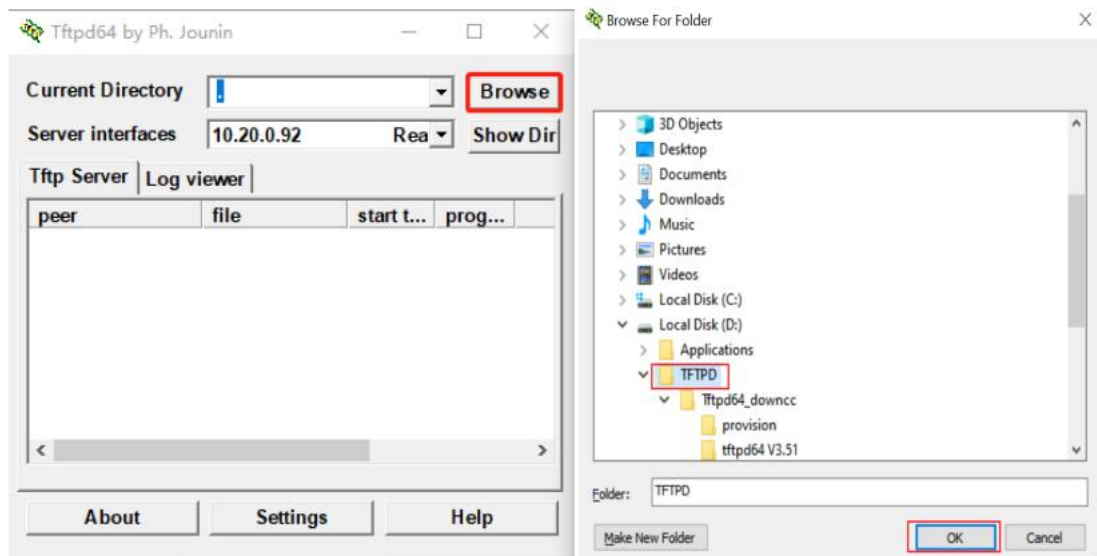 Tftpd64 by Ph. Jounin
Current Directory
.
Browse
Server interfaces
10.20.0.92
Rea
Show Dir
Tftp Server
Log viewer
peer
file
start t...
prog...
About
Settings
Help
Browse For Folder
3D Objects
Desktop
Documents
Downloads
Music
Pictures
Videos
Local Disk (C:)
Local Disk (D:)
Applications
TFTPD
Tftpd64_downcc
provision
tftpd64 V3.51
Folder:
TFTPD
Make New Folder
OK
Cancel